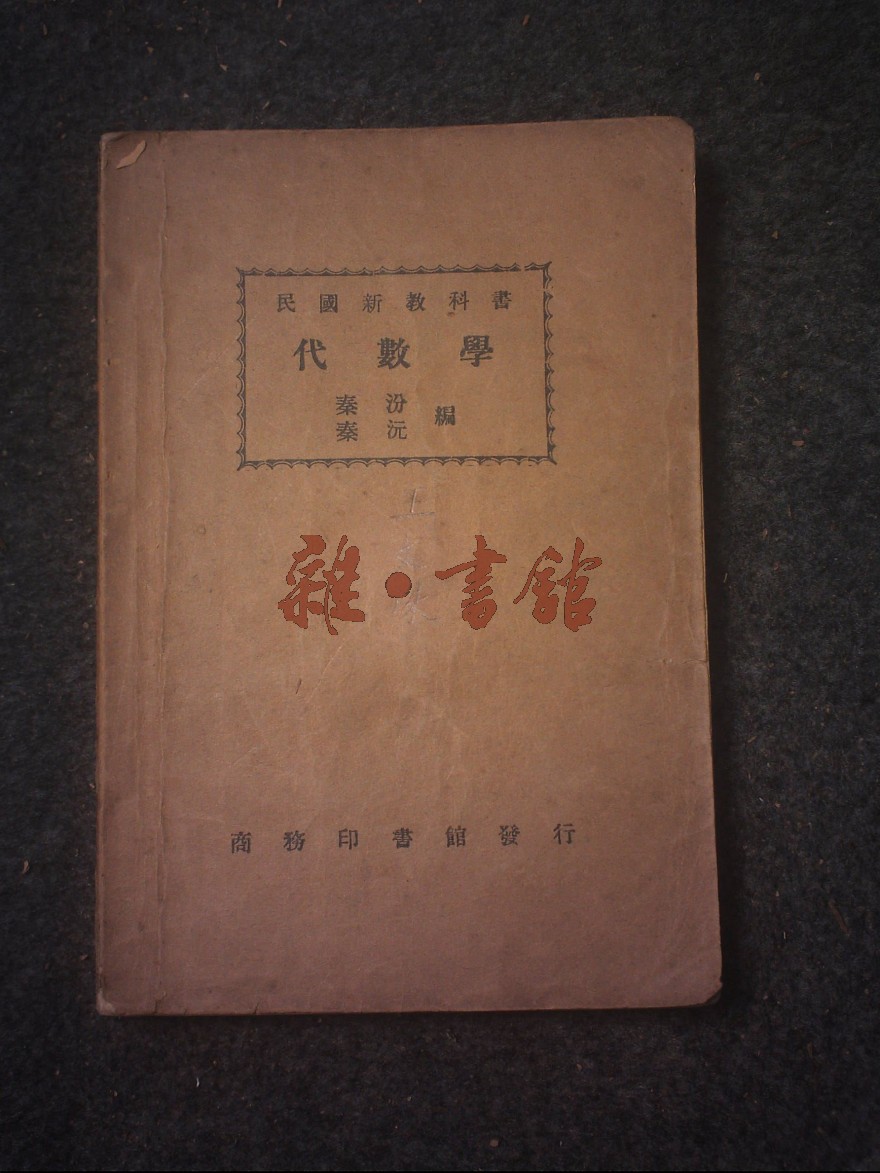 民國新教科書
代數學
秦汾
秦沅
編
雜·書館
商務印書館發行